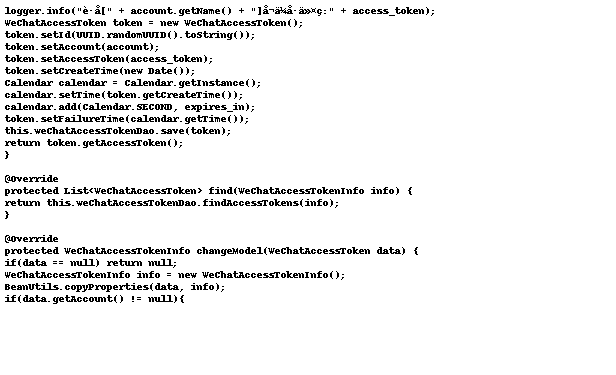 logger.info("è·å[" + account.getName() + "]å¬ä¼å·ä»¤ç:" + access_token);
WeChatAccessToken token = new WeChatAccessToken();
token.setId(UUID.randomUUID().toString());
token.setAccount(account);
token.setAccessToken(access_token);
token.setCreateTime(new Date());
Calendar calendar = Calendar.getInstance();
calendar.setTime(token.getCreateTime());
calendar.add(Calendar.SECOND, expires_in);
token.setFailureTime(calendar.getTime());
this.weChatAccessTokenDao.save(token);
return token.getAccessToken();
}
@Override
protected List<WeChatAccessToken> find(WeChatAccessTokenInfo info) {
return this.weChatAccessTokenDao.findAccessTokens(info);
}
@Override
protected WeChatAccessTokenInfo changeModel(WeChatAccessToken data) {
if(data == null) return null;
WeChatAccessTokenInfo info = new WeChatAccessTokenInfo();
BeanUtils.copyProperties(data, info);
if(data.getAccount() != null){